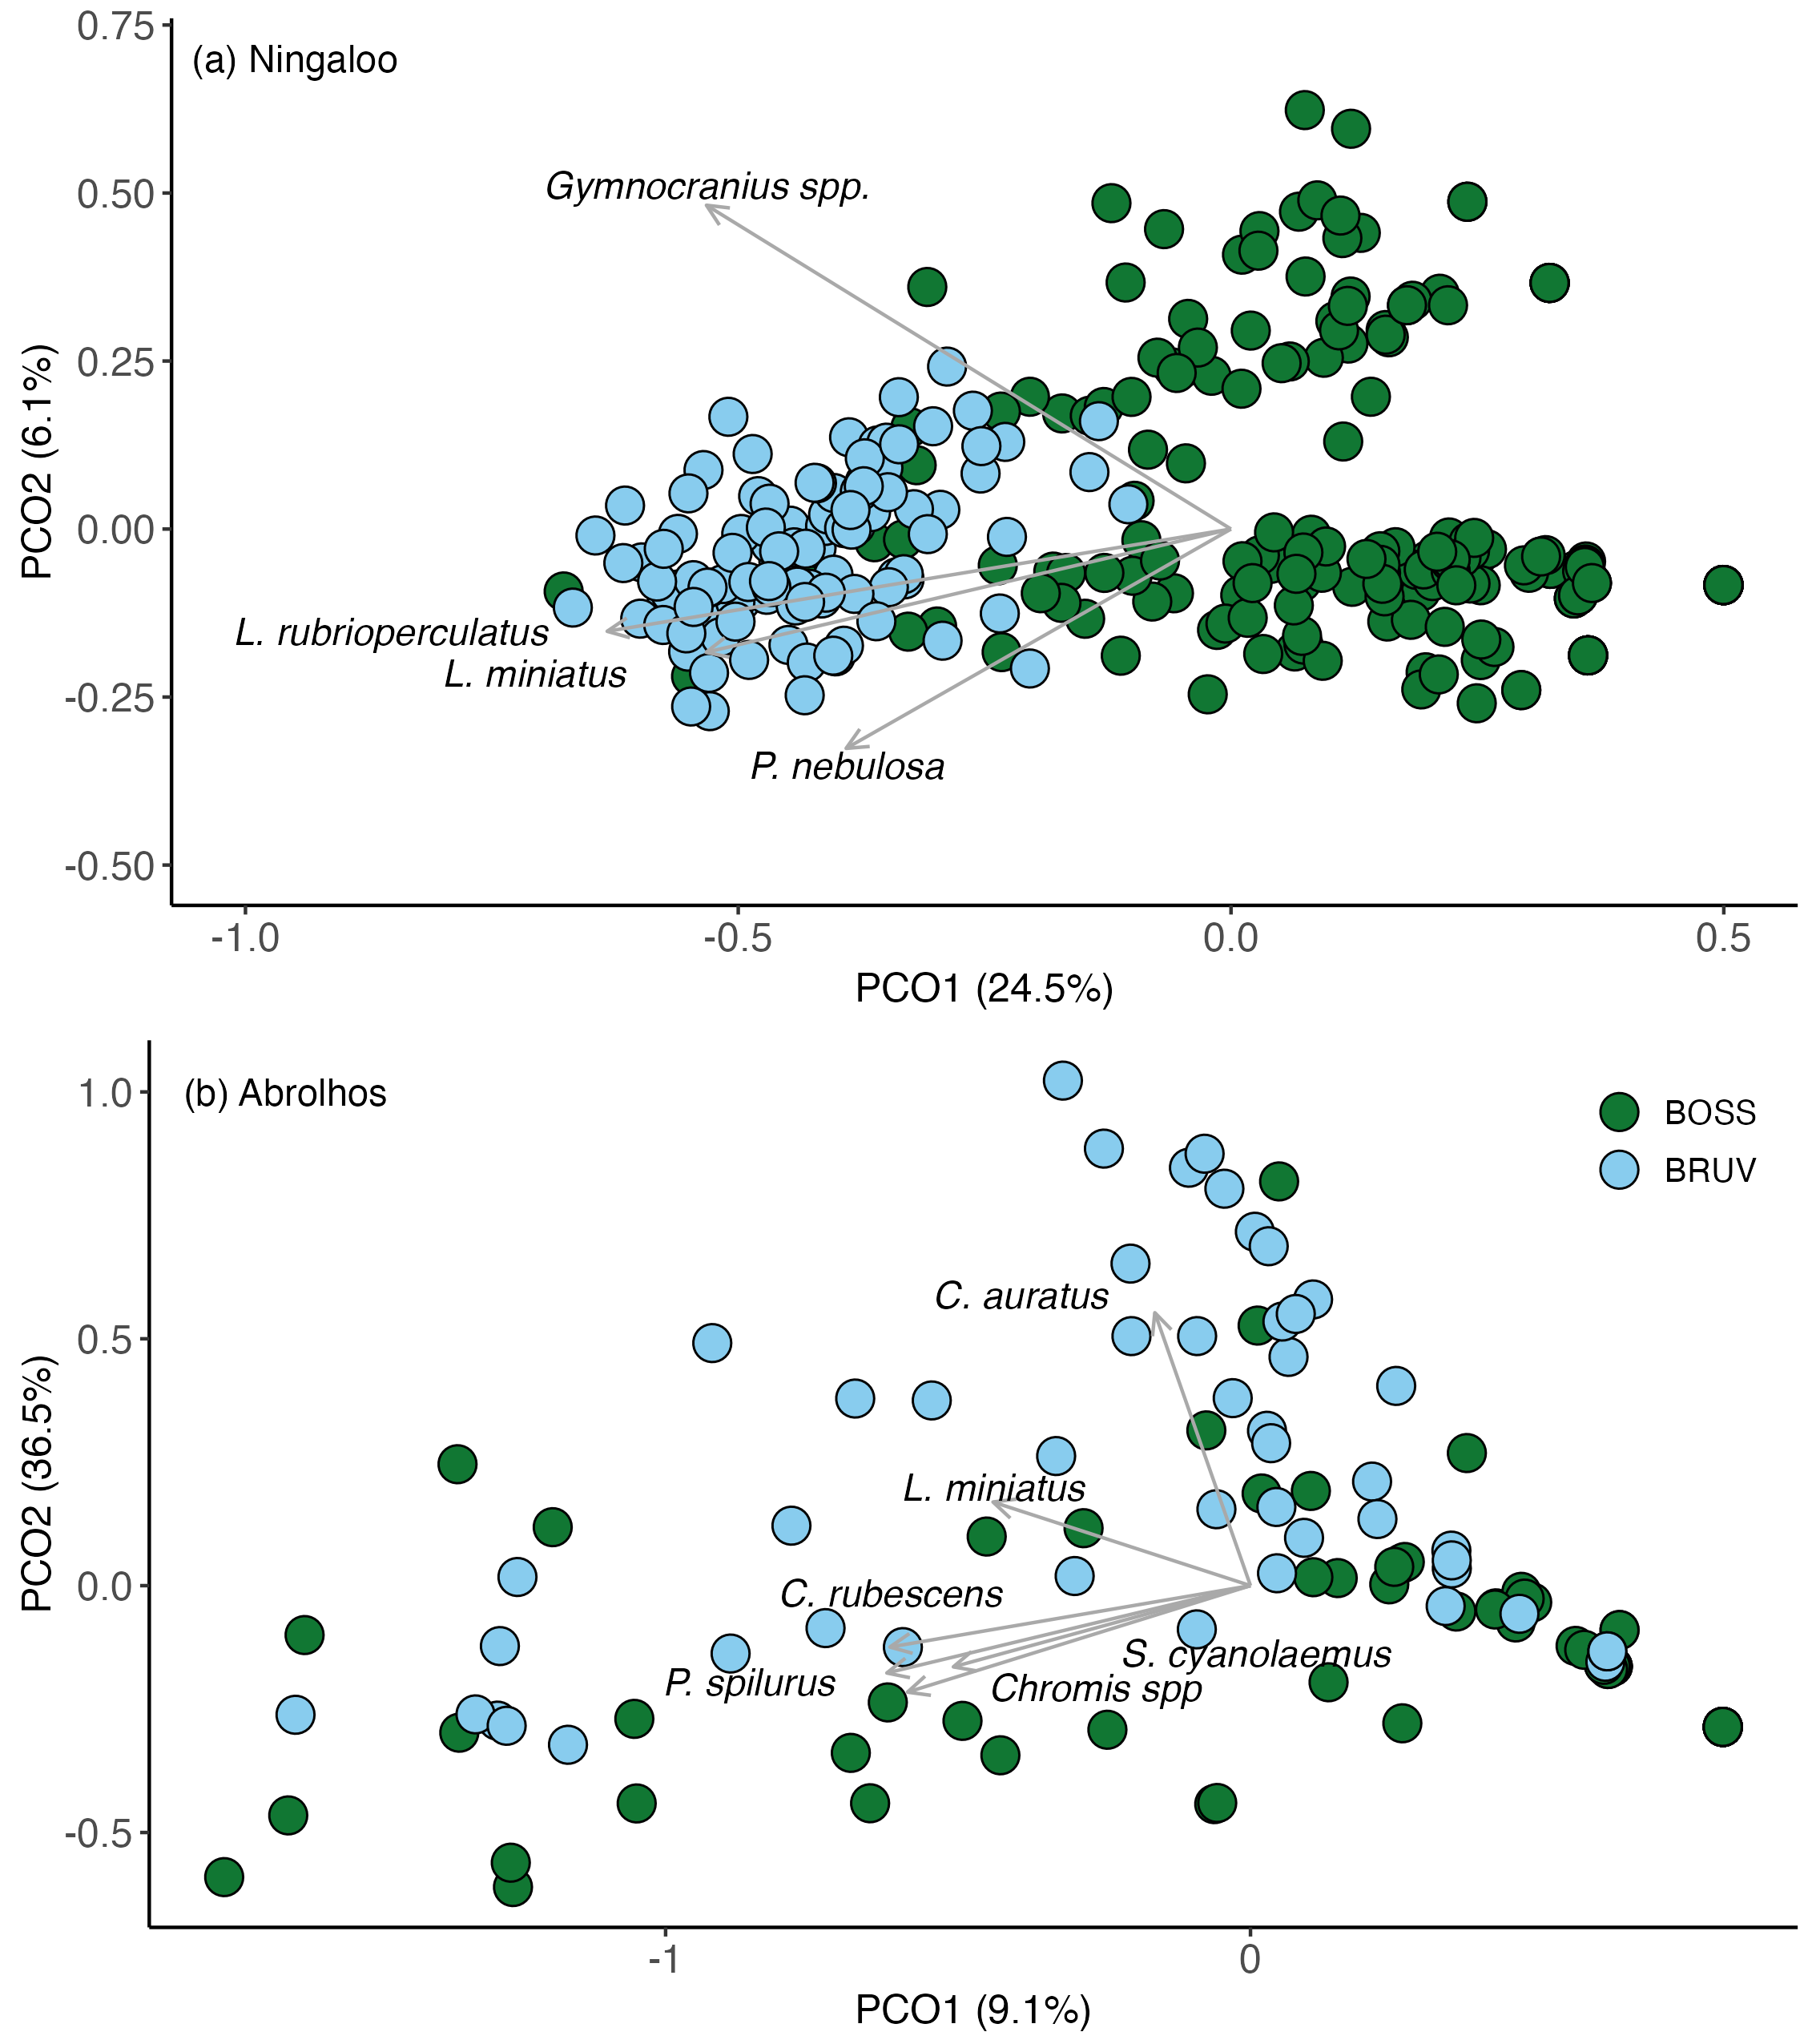 (a) Ningaloo
0.75
0.50
0.25
0.00
-0.25
-0.50
PCO2 (6.1%)
Gymnocranius spp.
L. rubrioperculatus
L. miniatus
P. nebulosa
-1.0
-0.5
0.0
0.5
PCO1 (24.5%)
(b) Abrolhos
BOSS
BRUV
1.0
0.5
0.0
-0.5
PCO2 (36.5%)
C. auratus
L. miniatus
C. rubescens
S. cyanolaemus
P. spilurus
Chromis spp
-1
0
PCO1 (9.1%)